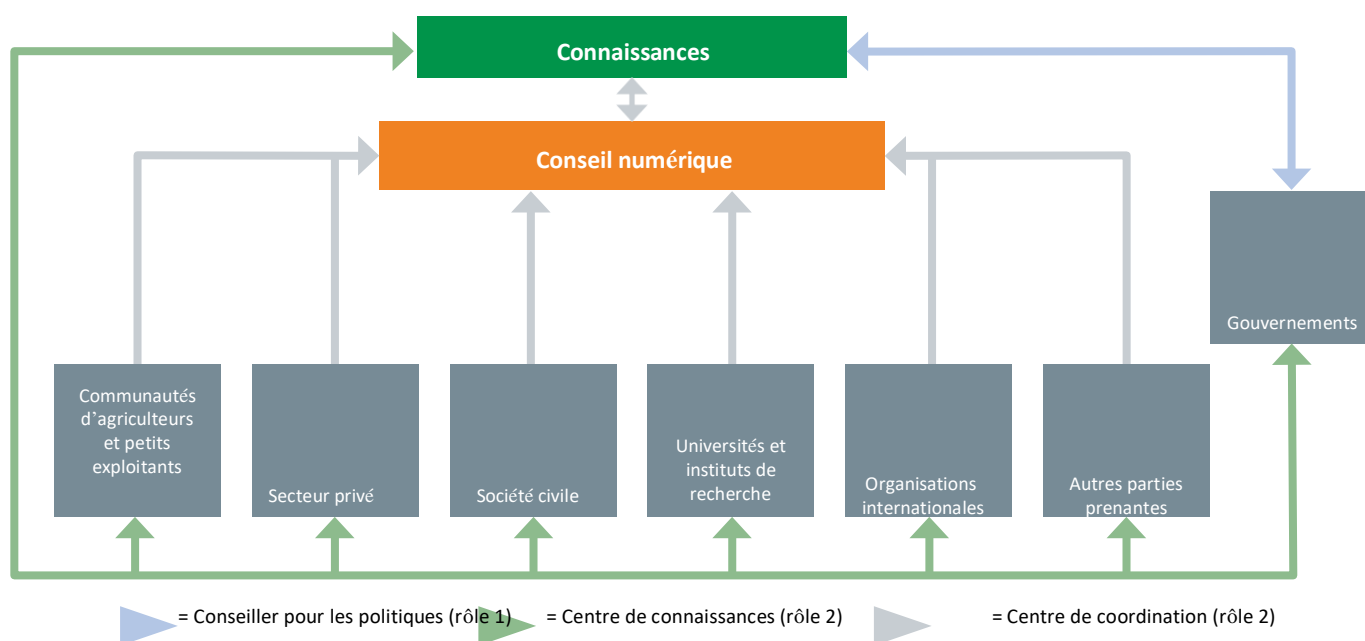 Connaissances
Conseil numérique
Gouvernements
Communautés
d'agriculteurs
et petits
exploitants
Secteur privé
Société civile
Universités et
instituts de
recherche
Organisations
internationales
Autres parties
prenantes
= Conseiller pour les politiques (rôle 1)
= Centre de connaissances (rôle 2)
= Centre de coordination (rôle 2)